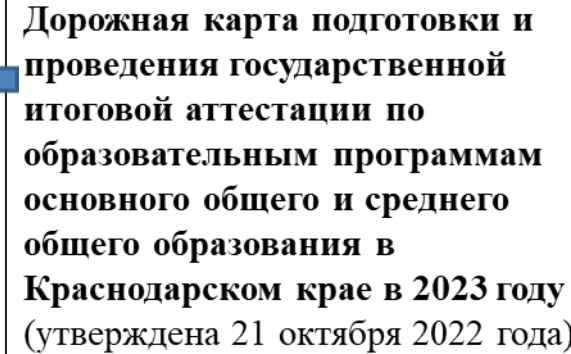 Дорожная карта подготовки и
проведения государственной
итоговой аттестации по
образовательным программам
основного общего и среднего
общего образования в
Краснодарском крае в 2023 году
(утверждена 21 октября 2022 года)